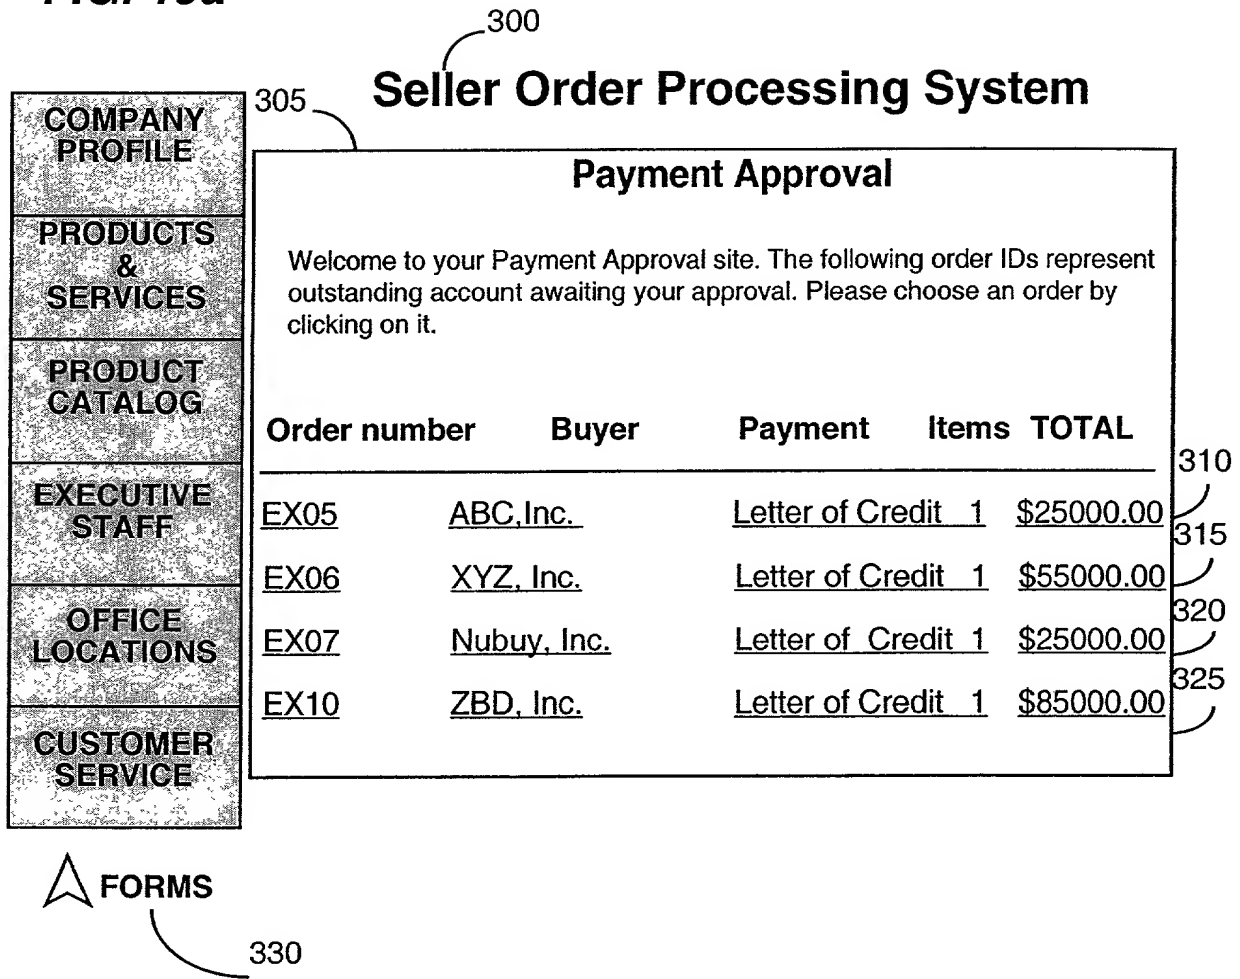 300
Seller Order Processing System
305
COMPANY
PROFILE
PRODUCTS
&
SERVICES
PRODUCT
CATALOG
EXECUTIVE
STAFF
OFFICE
LOCATIONS
CUSTOMER
SERVICE
Payment Approval
Welcome to your Payment Approval site. The following order IDs represent
outstanding account awaiting your approval. Please choose an order by
clicking on it.
Order number Buyer Payment Items TOTAL
310
EX05 ABC,Inc. Letter of Credit 1 $25000.00
315
EX06 XYZ, Inc. Letter of Credit 1 $55000.00
320
EX07 Nubuy, Inc. Letter of Credit 1 $25000.00
325
EX10 ZBD, Inc. Letter of Credit 1 $85000.00
FORMS
330